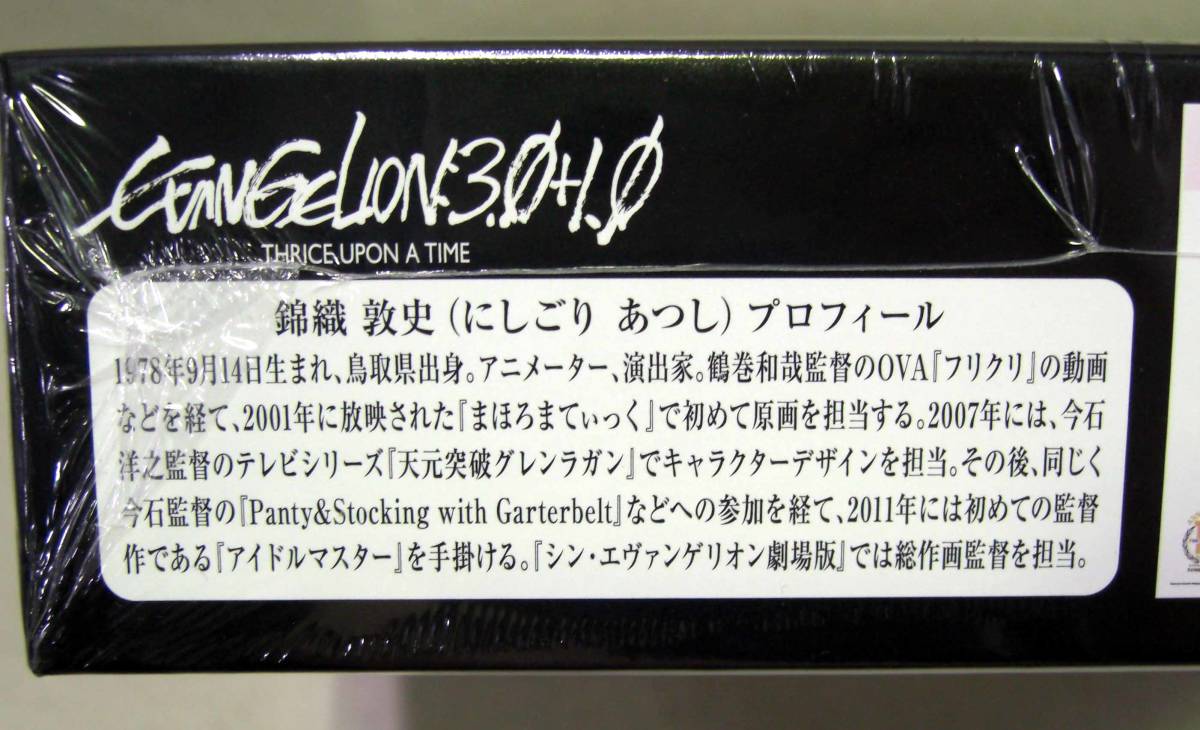 EVANGELION:3.0+1.0
THRICE UPON A TIME
錦織 敦史（にしごり あつし）プロフィール
1978年9月14日生まれ、鳥取県出身。アニメーター、演出家。鶴巻和哉監督のOVA『フリクリ』の動画
などを経て、2001年に放映された『まほろまてぃっく』で初めて原画を担当する。2007年には、今石
洋之監督のテレビシリーズ『天元突破グレンラガン』でキャラクターデザインを担当。その後、同じく
今石監督の『Panty&Stocking with Garterbelt』などへの参加を経て、2011年には初めての監督
作である『アイドルマスター』を手掛ける。『シン・エヴァンゲリオン劇場版』では総作画監督を担当。